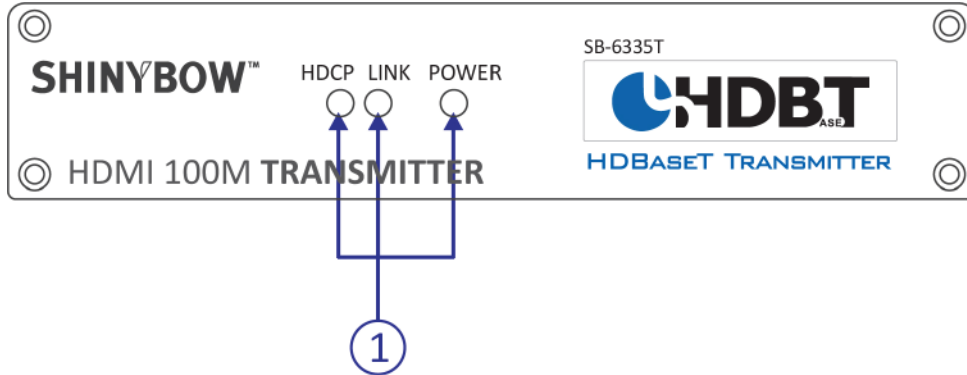 SHINYBOW™
HDCP LINK POWER
HDMI 100M TRANSMITTER
SB-6335T
HDBT
ASE
HDBASET TRANSMITTER
1